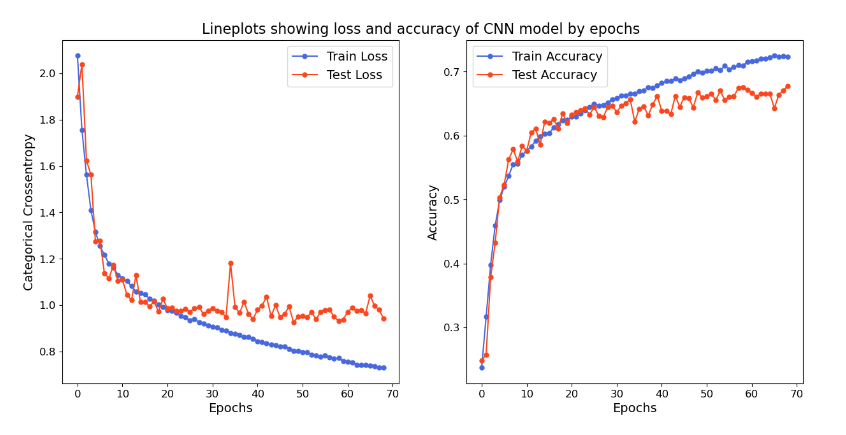 Lineplots showing loss and accuracy of CNN model by epochs
Train Loss
Test Loss
Categorical Crossentropy
2.0
1.8
1.6
1.4
1.2
1.0
0.8
0 10 20 30 40 50 60 70
Epochs
Train Accuracy
Test Accuracy
Accuracy
0.7
0.6
0.5
0.4
0.3
0 10 20 30 40 50 60 70
Epochs